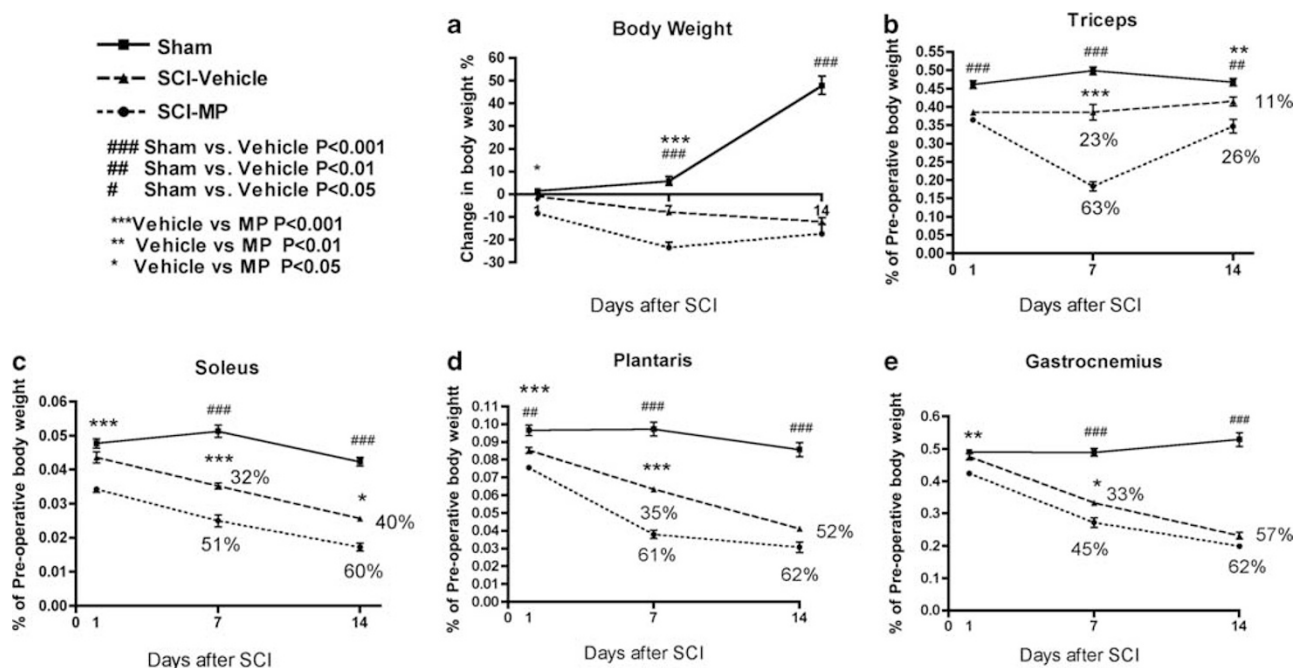 Sham
SCI-Vehicle
SCI-MP
### Sham vs. Vehicle P<0.001
## Sham vs. Vehicle P<0.01
# Sham vs. Vehicle P<0.05
***Vehicle vs MP P<0.001
** Vehicle vs MP P<0.01
* Vehicle vs MP P<0.05
a
Body Weight
Change in body weight %
60
50
40
30
20
10
0
-10
-20
-30
*
***
###
###
1
14
Days after SCI
b
Triceps
% of Pre-operative body weight
0.55
0.50
0.45
0.40
0.35
0.30
0.25
0.20
0.15
0.10
0.05
0.00
###
###
**
##
***
11%
23%
26%
63%
0 1 7 14
Days after SCI
c
Soleus
% of Pre-operative body weight
0.06
0.05
0.04
0.03
0.02
0.01
0.00
***
###
###
***
32%
*
40%
51%
60%
0 1 7 14
Days after SCI
d
Plantaris
% of Pre-operative body weightt
0.11
0.10
0.09
0.08
0.07
0.06
0.05
0.04
0.03
0.02
0.01
0.00
***
##
###
###
***
35%
52%
61%
62%
0 1 7 14
Days after SCI
e
Gastrocnemius
% of Pre-operative body weight
0.6
0.5
0.4
0.3
0.2
0.1
0.0
**
###
###
*
33%
57%
45%
62%
0 1 7 14
Days after SCI